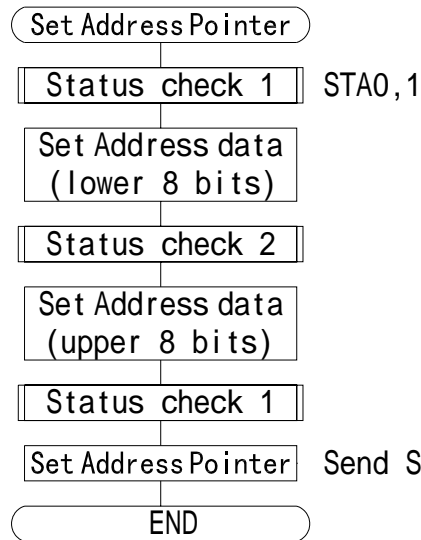 Set Address Pointer
Status check 1 STA0,1
Set Address data
(lower 8 bits)
Status check 2
Set Address data
(upper 8 bits)
Status check 1
Set Address Pointer Send S
END